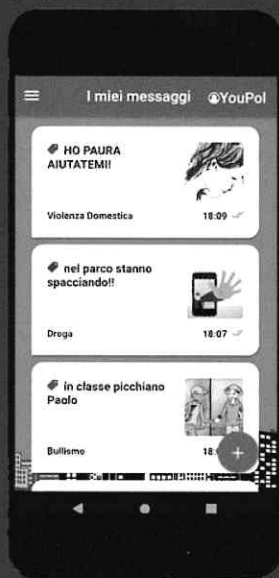 I miei messaggi YouPol
HO PAURA
AIUTATEMI!
Violenza Domestica 18:09
nel parco stanno
spacciando!!
Droga 18:07
in classe picchiano
Paolo
Bullismo